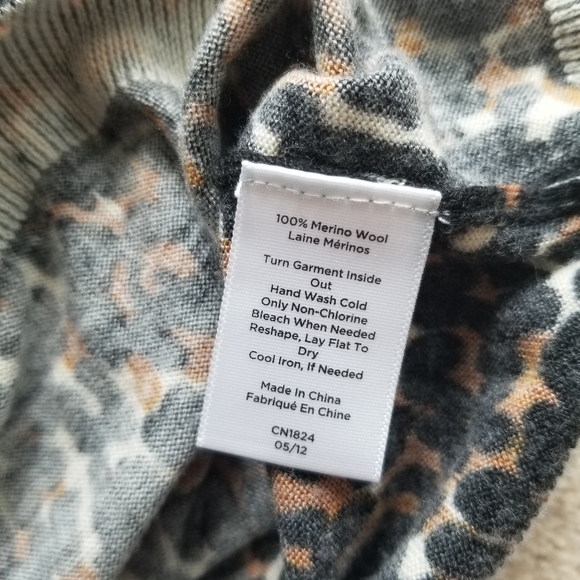 100% Merino Wool
Laine Mérinos
Turn Garment Inside
Out
Hand Wash Cold
Only Non-Chlorine
Bleach When Needed
Reshape, Lay Flat To
Dry
Cool Iron, If Needed
Made In China
Fabriqué En Chine
CN1824
05/12